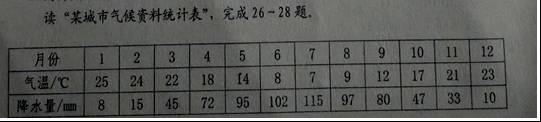 读“某城市气候资料统计表”，完成26－28题。
月份 1 2 3 4 5 6 7 8 9 10 11 12
气温/℃ 25 24 22 18 14 8 7 9 12 17 21 23
降水量/mm 8 15 45 72 95 102 115 97 80 47 33 10